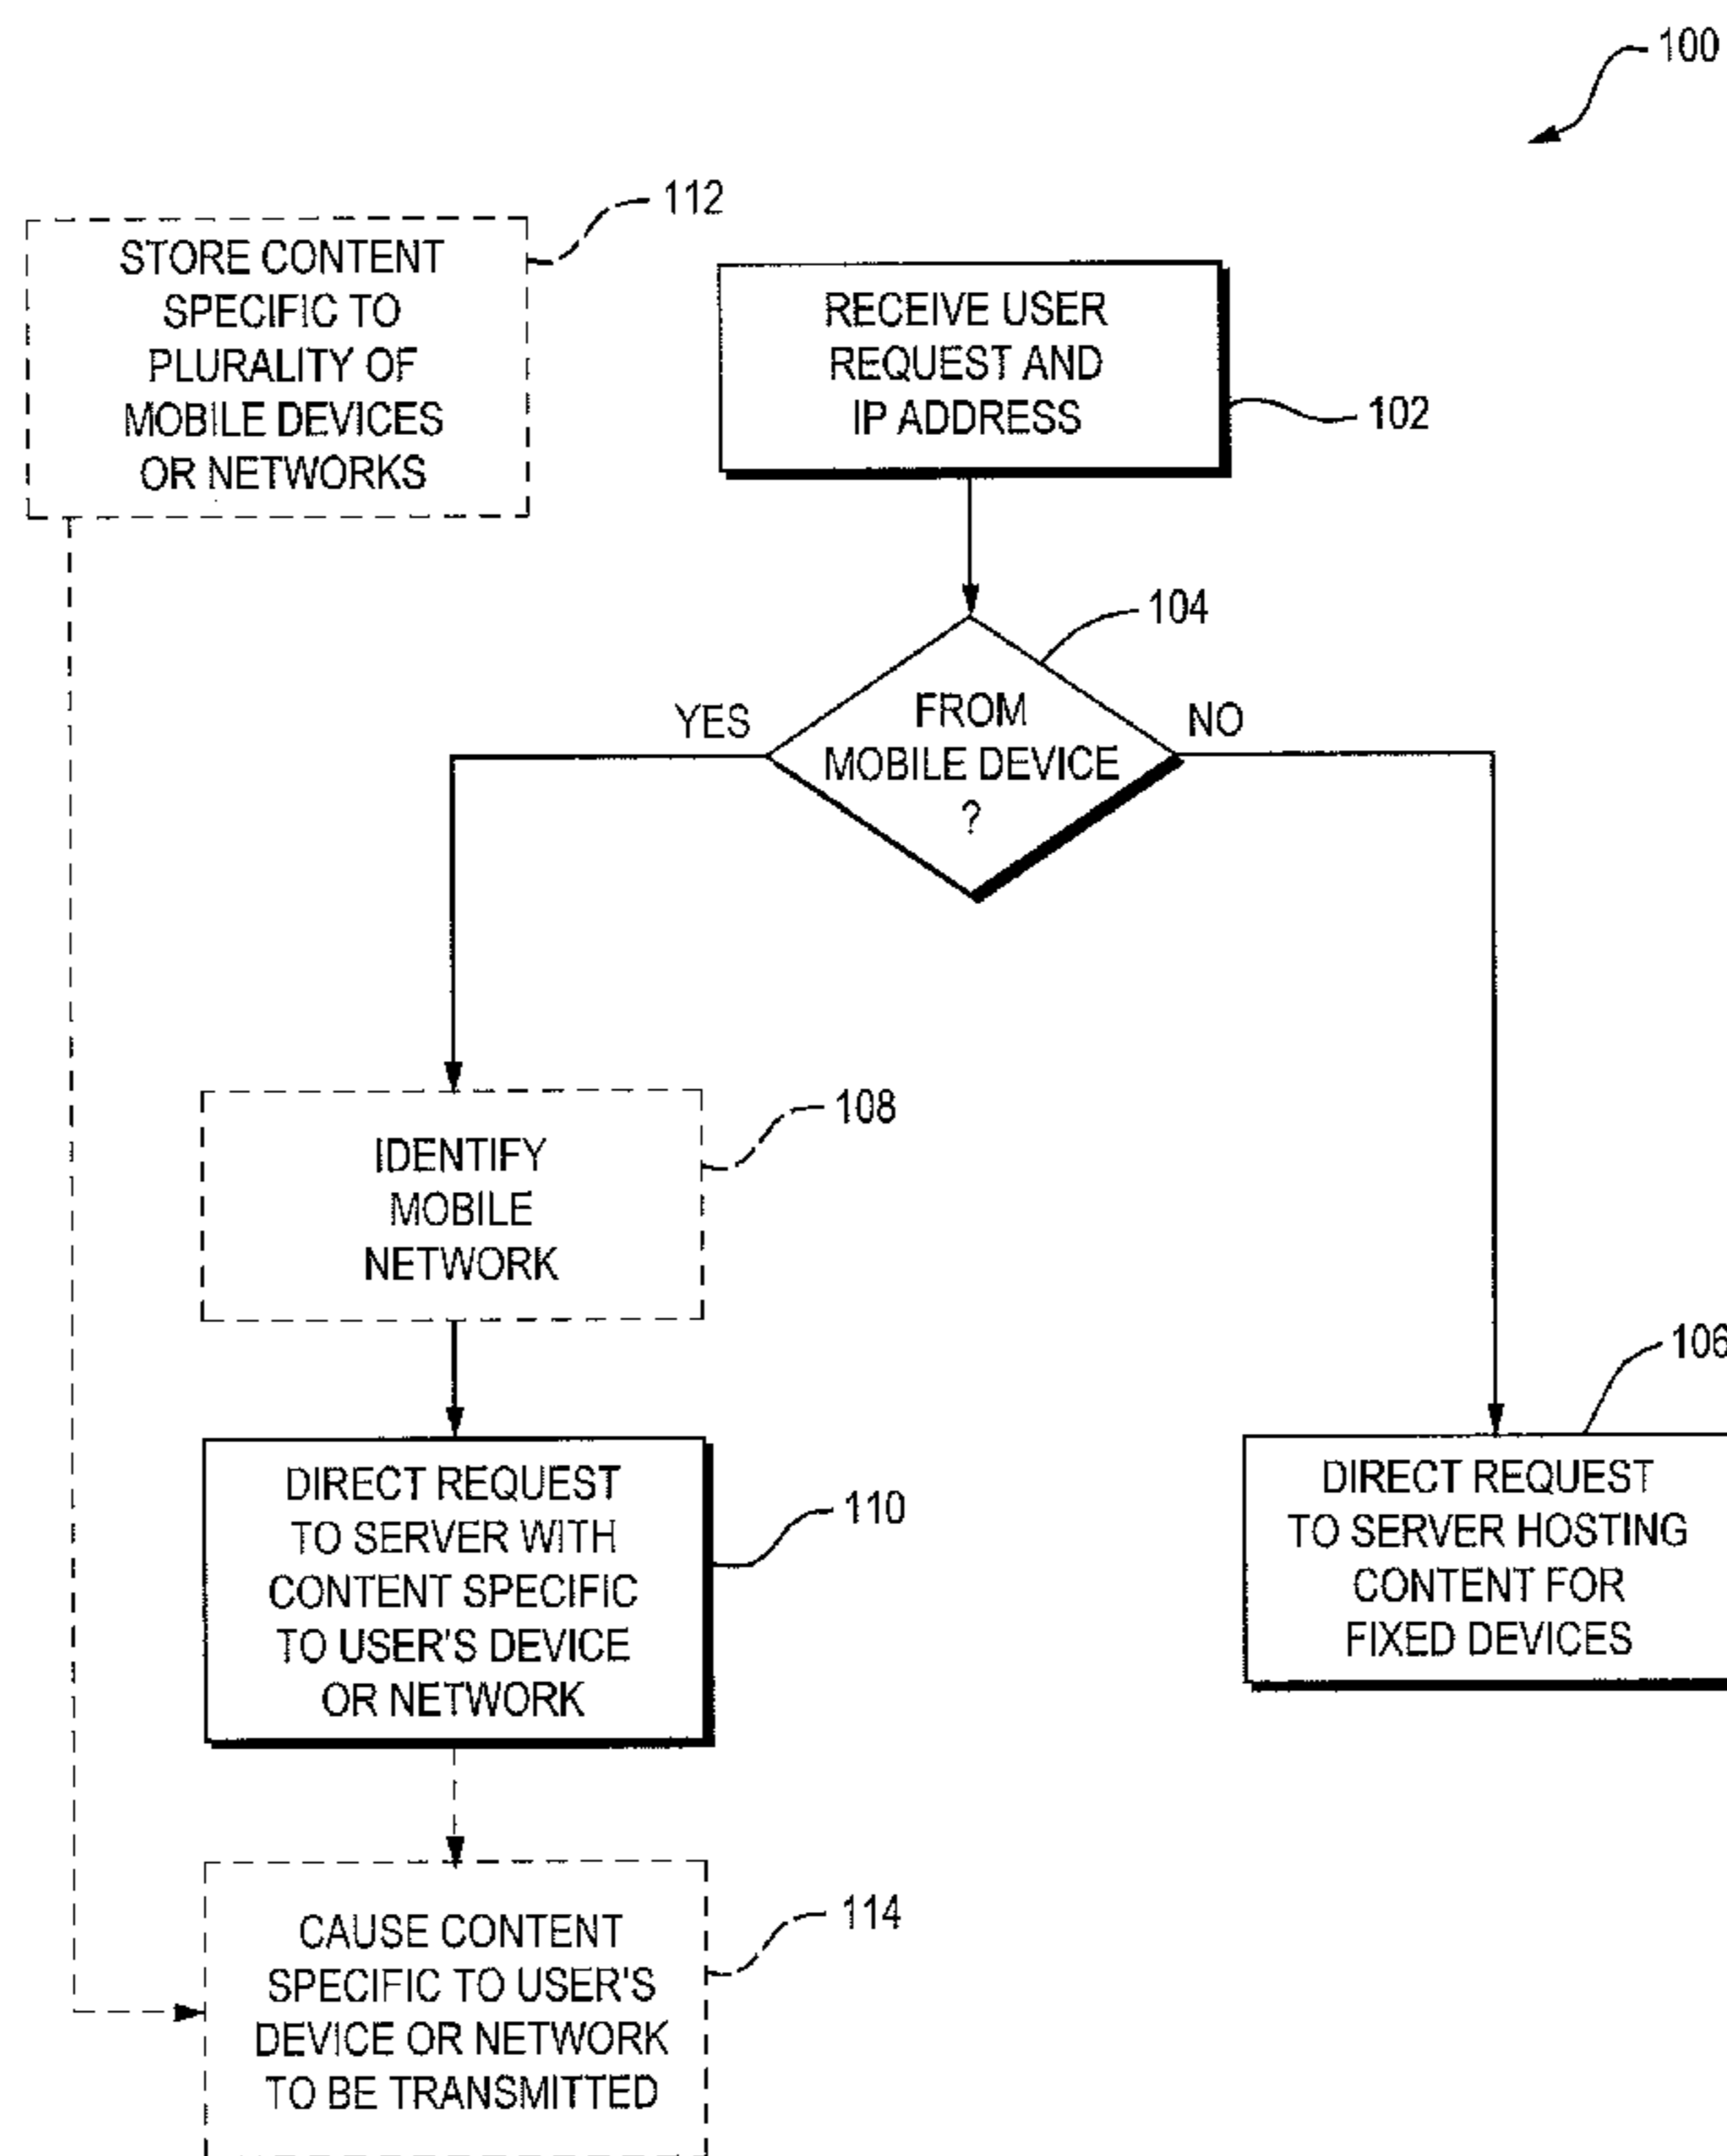 100
112
STORE CONTENT
SPECIFIC TO
PLURALITY OF
MOBILE DEVICES
OR NETWORKS
RECEIVE USER
REQUEST AND
IP ADDRESS
102
104
YES
FROM
MOBILE DEVICE
?
NO
108
IDENTIFY
MOBILE
NETWORK
106
DIRECT REQUEST
TO SERVER WITH
CONTENT SPECIFIC
TO USER'S DEVICE
OR NETWORK
110
DIRECT REQUEST
TO SERVER HOSTING
CONTENT FOR
FIXED DEVICES
114
CAUSE CONTENT
SPECIFIC TO USER'S
DEVICE OR NETWORK
TO BE TRANSMITTED